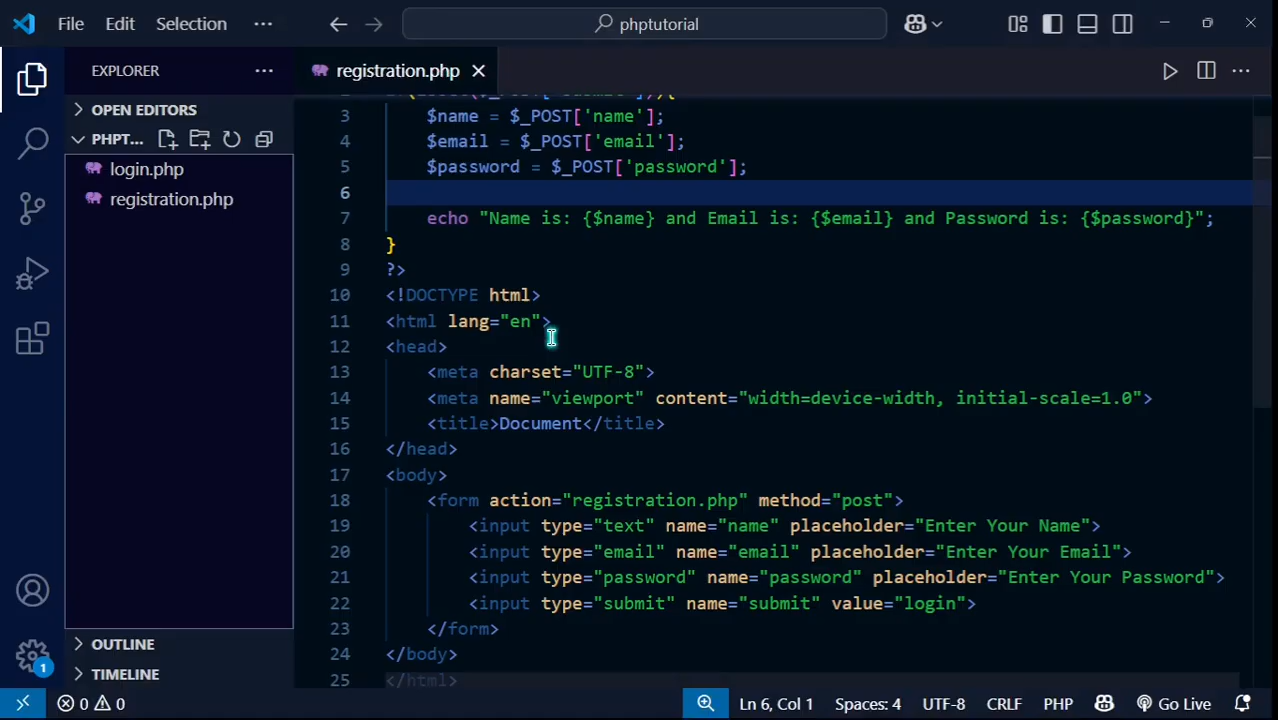 File Edit Selection ··· phptutorial
EXPLORER ···
registration.php
OPEN EDITORS
PHPT...
login.php
registration.php
OUTLINE
TIMELINE
3 $name = $_POST['name'];
4 $email = $_POST['email'];
5 $password = $_POST['password'];
6
7 echo "Name is: {$name} and Email is: {$email} and Password is: {$password}";
8 }
9 ?>
10 <!DOCTYPE html>
11 <html lang="en">
12 <head>
13 <meta charset="UTF-8">
14 <meta name="viewport" content="width=device-width, initial-scale=1.0">
15 <title>Document</title>
16 </head>
17 <body>
18 <form action="registration.php" method="post">
19 <input type="text" name="name" placeholder="Enter Your Name">
20 <input type="email" name="email" placeholder="Enter Your Email">
21 <input type="password" name="password" placeholder="Enter Your Password">
22 <input type="submit" name="submit" value="login">
23 </form>
24 </body>
25 </html>
1
0 0 Ln 6, Col 1 Spaces: 4 UTF-8 CRLF PHP Go Live